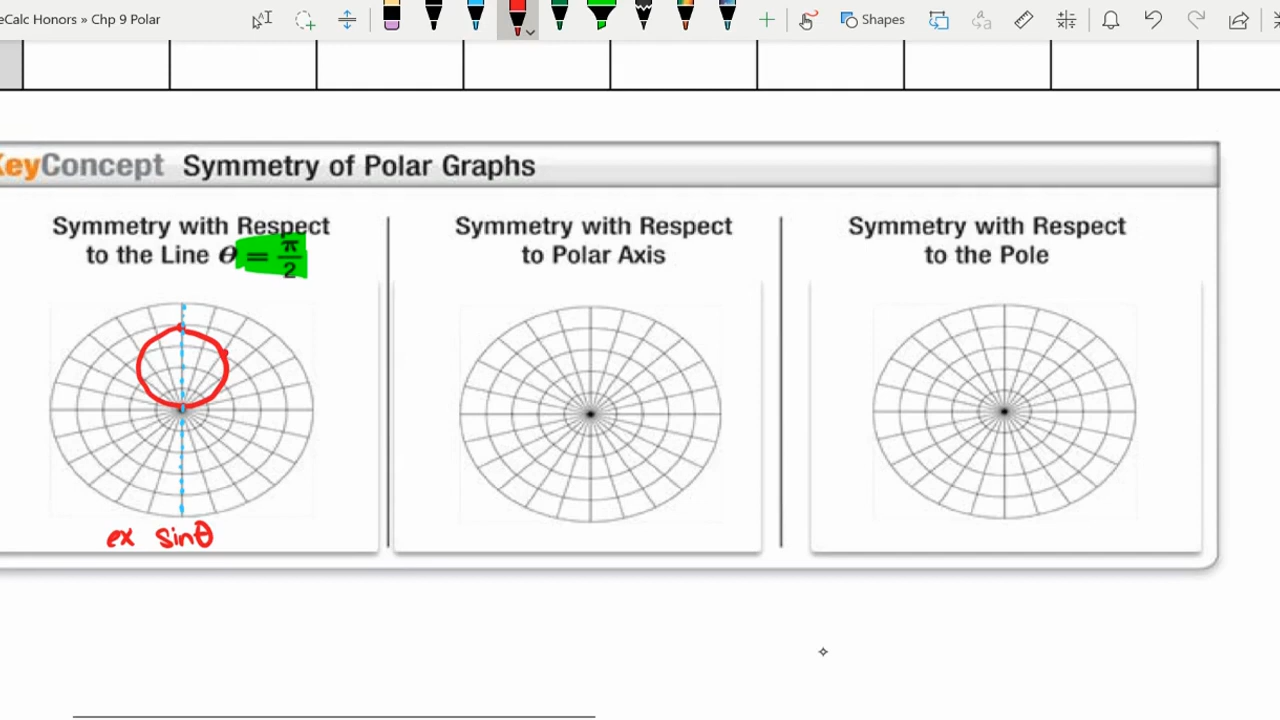 eCalc Honors » Chp 9 Polar
Shapes
KeyConcept Symmetry of Polar Graphs
Symmetry with Respect
to the Line θ = π/2
Symmetry with Respect
to Polar Axis
Symmetry with Respect
to the Pole
ex sinθ